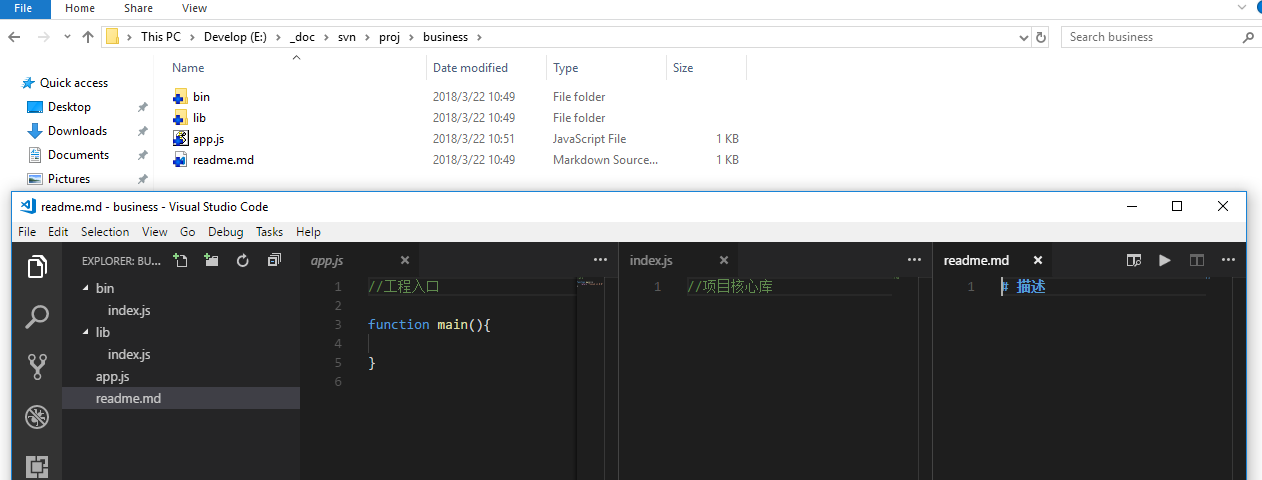 File Home Share View
This PC > Develop (E:) > _doc > svn > proj > business >
Search business
Name Date modified Type Size
Quick access
Desktop
Downloads
Documents
Pictures
bin 2018/3/22 10:49 File folder
lib 2018/3/22 10:49 File folder
app.js 2018/3/22 10:51 JavaScript File 1 KB
readme.md 2018/3/22 10:49 Markdown Source... 1 KB
readme.md - business - Visual Studio Code
File Edit Selection View Go Debug Tasks Help
EXPLORER: BU...
bin
index.js
lib
index.js
app.js
readme.md
app.js
1 //工程入口
2
3 function main(){
4
5 }
6
index.js
1 //项目核心库
readme.md
1 # 描述